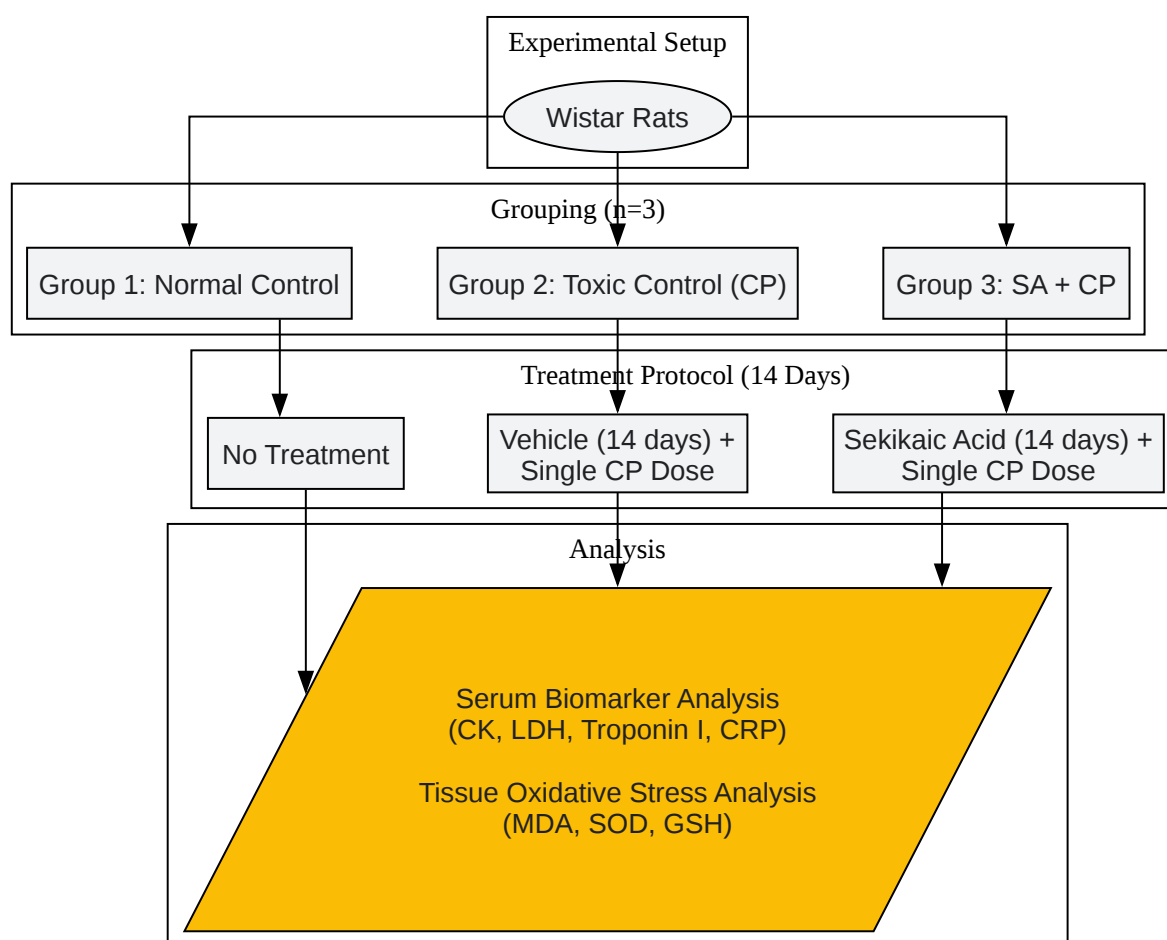 Experimental Setup
Wistar Rats
Grouping (n=3)
Group 1: Normal Control
Group 2: Toxic Control (CP)
Group 3: SA + CP
Treatment Protocol (14 Days)
No Treatment
Vehicle (14 days) +
Single CP Dose
Sekikaic Acid (14 days) +
Single CP Dose
Analysis
Serum Biomarker Analysis
(CK, LDH, Troponin I, CRP)
Tissue Oxidative Stress Analysis
(MDA, SOD, GSH)